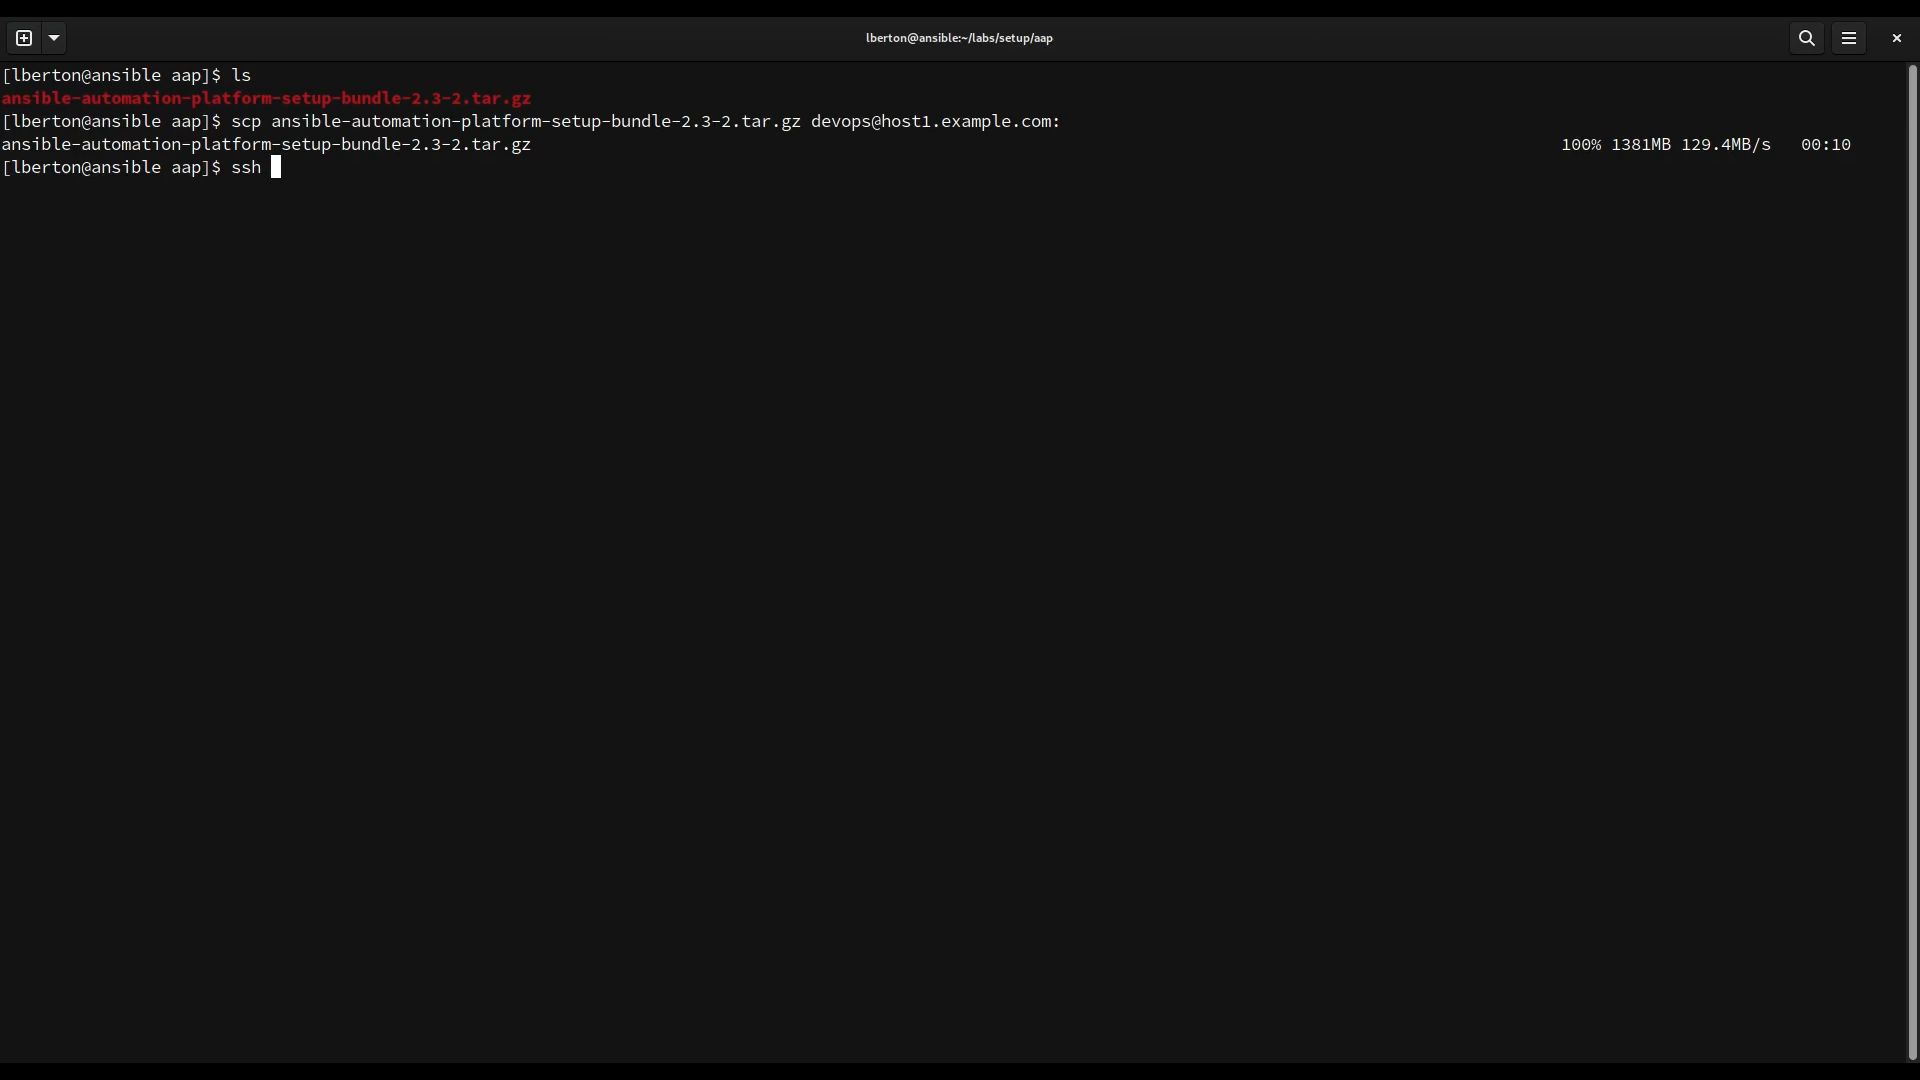 lberton@ansible:~/labs/setup/aap
[lberton@ansible aap]$ ls
ansible-automation-platform-setup-bundle-2.3-2.tar.gz
[lberton@ansible aap]$ scp ansible-automation-platform-setup-bundle-2.3-2.tar.gz devops@host1.example.com:
ansible-automation-platform-setup-bundle-2.3-2.tar.gz 100% 1381MB 129.4MB/s 00:10
[lberton@ansible aap]$ ssh